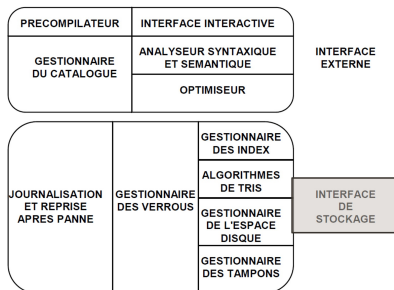 PRECOMPILATEUR
INTERFACE INTERACTIVE
GESTIONNAIRE
DU CATALOGUE
ANALYSEUR SYNTAXIQUE
ET SEMANTIQUE
OPTIMISEUR
INTERFACE
EXTERNE
JOURNALISATION
ET REPRISE
APRES PANNE
GESTIONNAIRE
DES VERROUS
GESTIONNAIRE
DES INDEX
ALGORITHMES
DE TRIS
GESTIONNAIRE
DE L'ESPACE
DISQUE
GESTIONNAIRE
DES TAMPONS
INTERFACE
DE
STOCKAGE